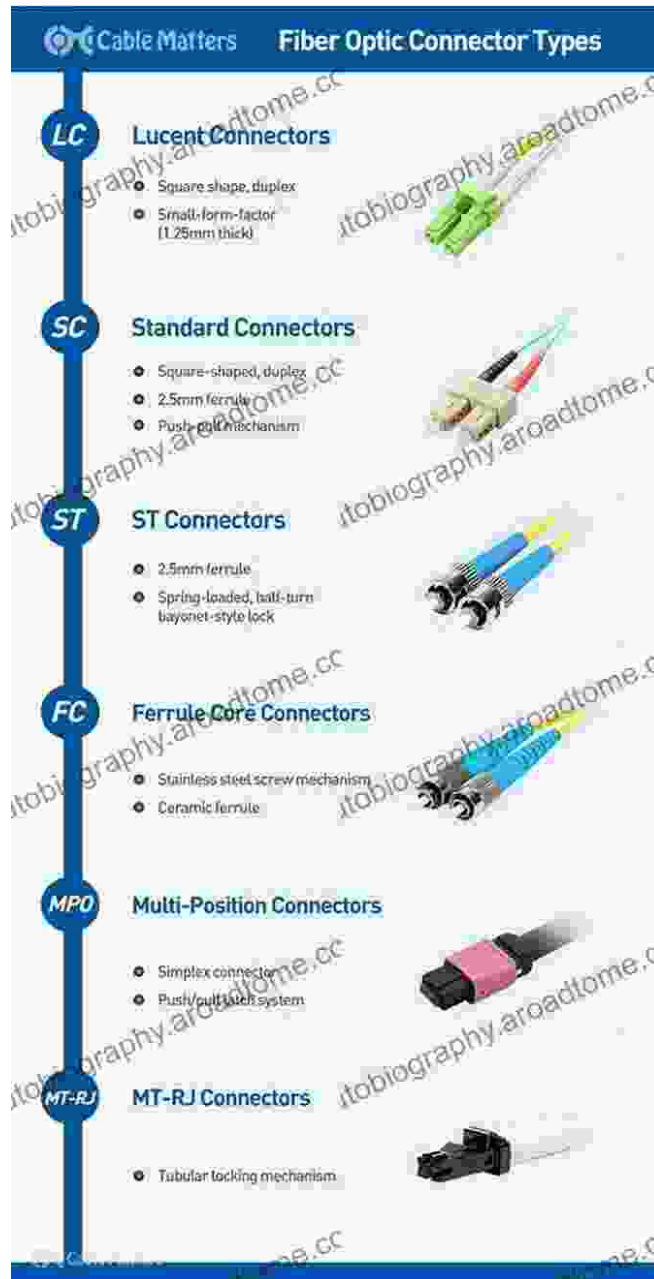 Cable Matters Fiber Optic Connector Types
LC
Lucent Connectors
Square shape, duplex
Small-form-factor
(1.25mm thick)
SC
Standard Connectors
Square-shaped, duplex
2.5mm ferrule
Push-pull mechanism
ST
ST Connectors
2.5mm ferrule
Spring-loaded, half-turn
bayonet-style lock
FC
Ferrule Core Connectors
Stainless steel screw mechanism
Ceramic ferrule
MPO
Multi-Position Connectors
Simplex connector
Push/pull latch system
MT-RJ
MT-RJ Connectors
Tubular locking mechanism